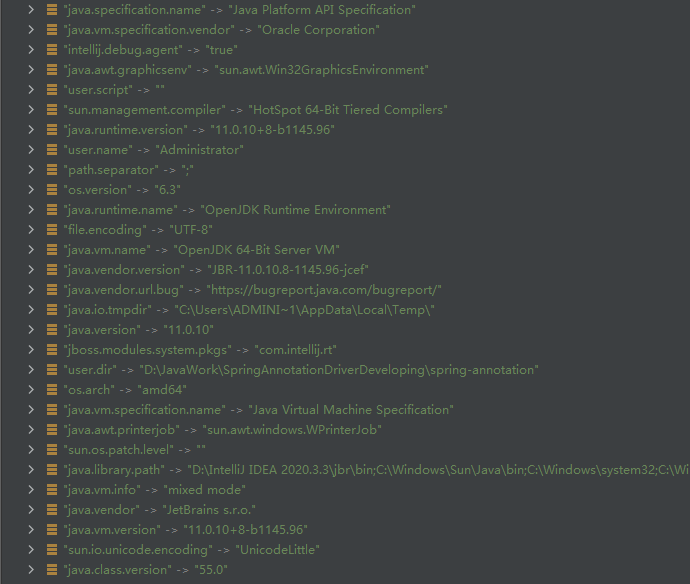 "java.specification.name" -> "Java Platform API Specification"
"java.vm.specification.vendor" -> "Oracle Corporation"
"intellij.debug.agent" -> "true"
"java.awt.graphicsenv" -> "sun.awt.Win32GraphicsEnvironment"
"user.script" -> ""
"sun.management.compiler" -> "HotSpot 64-Bit Tiered Compilers"
"java.runtime.version" -> "11.0.10+8-b1145.96"
"user.name" -> "Administrator"
"path.separator" -> ";"
"os.version" -> "6.3"
"java.runtime.name" -> "OpenJDK Runtime Environment"
"file.encoding" -> "UTF-8"
"java.vm.name" -> "OpenJDK 64-Bit Server VM"
"java.vendor.version" -> "JBR-11.0.10.8-1145.96-jcef"
"java.vendor.url.bug" -> "https://bugreport.java.com/bugreport/"
"java.io.tmpdir" -> "C:\Users\ADMINI~1\AppData\Local\Temp\"
"java.version" -> "11.0.10"
"jboss.modules.system.pkgs" -> "com.intellij.rt"
"user.dir" -> "D:\JavaWork\SpringAnnotationDriverDeveloping\spring-annotation"
"os.arch" -> "amd64"
"java.vm.specification.name" -> "Java Virtual Machine Specification"
"java.awt.printerjob" -> "sun.awt.windows.WPrinterJob"
"sun.os.patch.level" -> ""
"java.library.path" -> "D:\IntelliJ IDEA 2020.3.3\jbr\bin;C:\Windows\Sun\Java\bin;C:\Windows\system32;C:\Wi
"java.vm.info" -> "mixed mode"
"java.vendor" -> "JetBrains s.r.o."
"java.vm.version" -> "11.0.10+8-b1145.96"
"sun.io.unicode.encoding" -> "UnicodeLittle"
"java.class.version" -> "55.0"